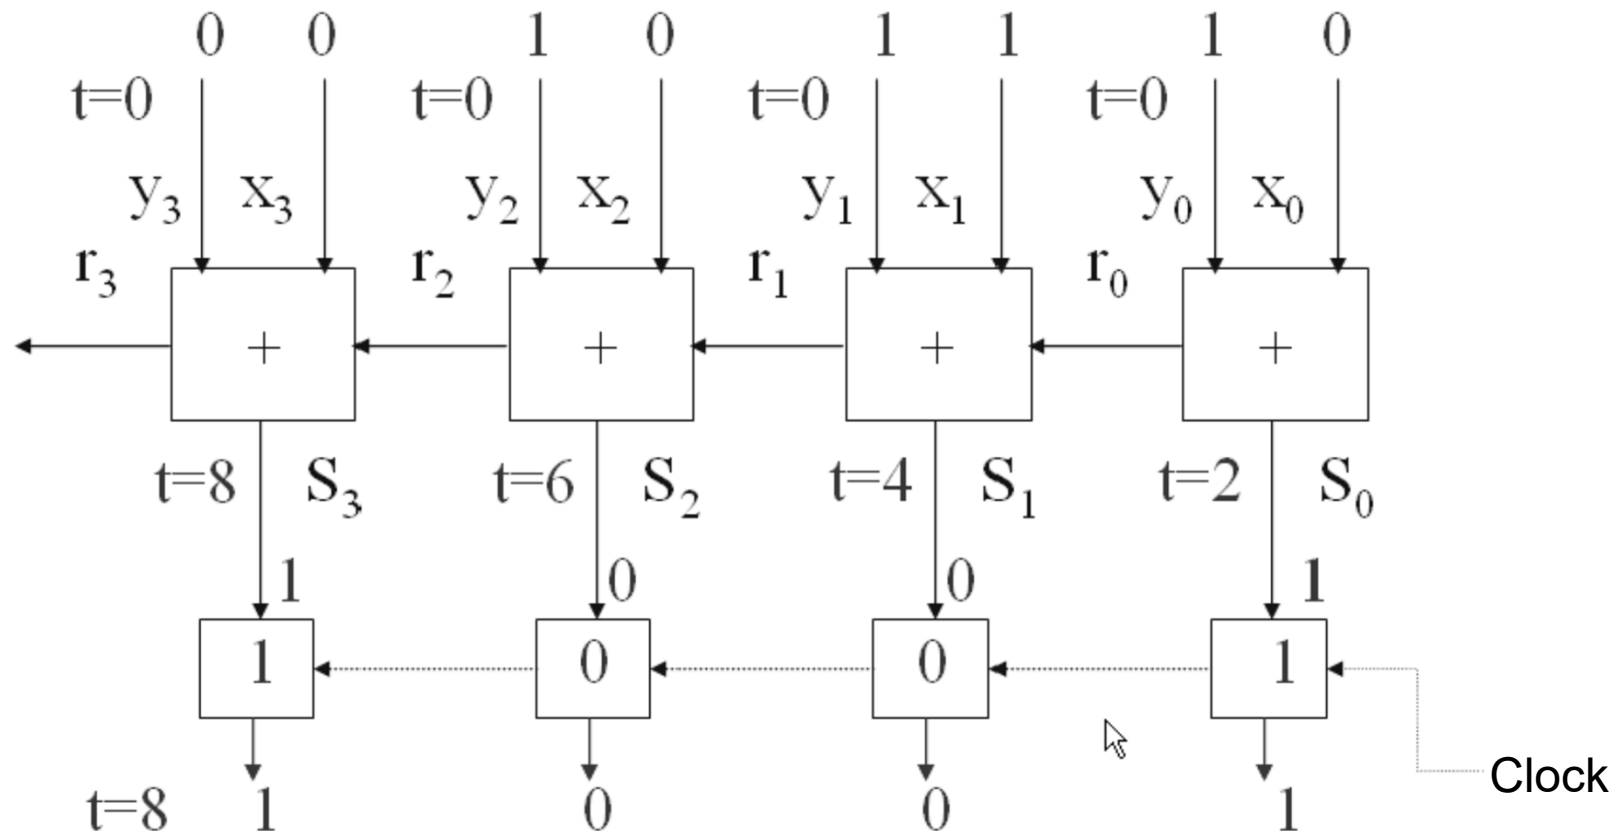 0 0 1 0 1 1 1 0
t=0 t=0 t=0 t=0
y3 x3 y2 x2 y1 x1 y0 x0
r3 r2 r1 r0
+ + + +
t=8 S3 t=6 S2 t=4 S1 t=2 S0
1 0 0 1
1 0 0 1
Clock
t=8 1 0 0 1